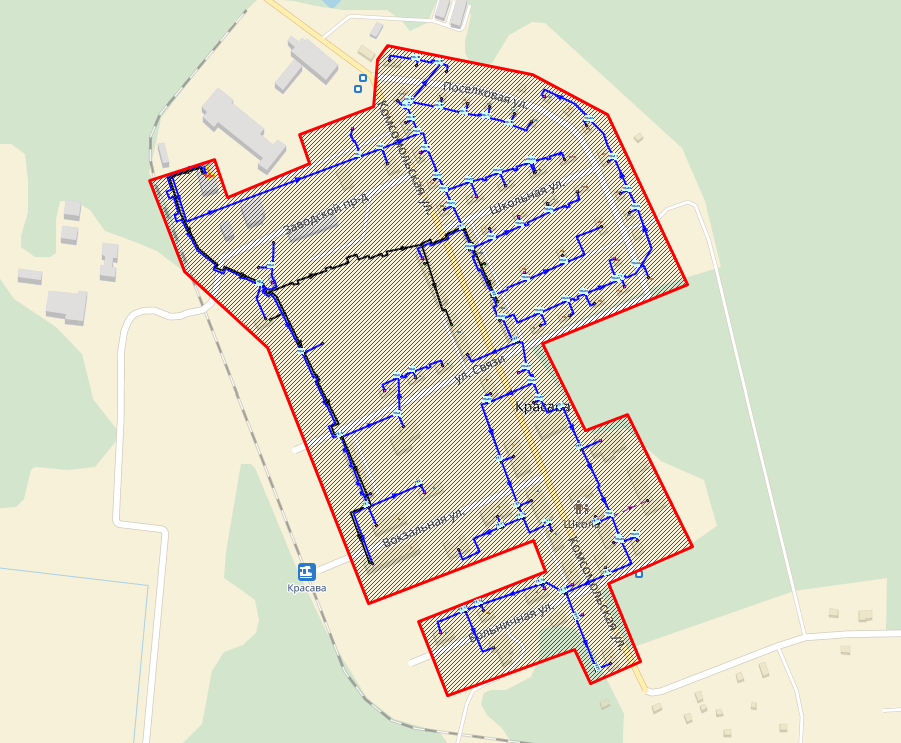 Поселковая ул.
Комсомольская ул.
Школьная ул.
Заводской пр-д
ул. Связи
Красава
Школа
Вокзальная ул.
Комсомольская ул.
Красава
Больничная ул.